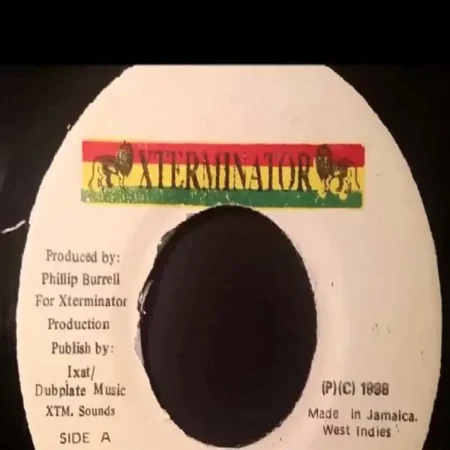 XTERMINATOR
Produced by:
Phillip Burrell
For Xterminator
Production
Publish by:
Ixat/
Dubplate Music
XTM. Sounds
SIDE A
(P)(C) 1998
Made in Jamaica.
West Indies